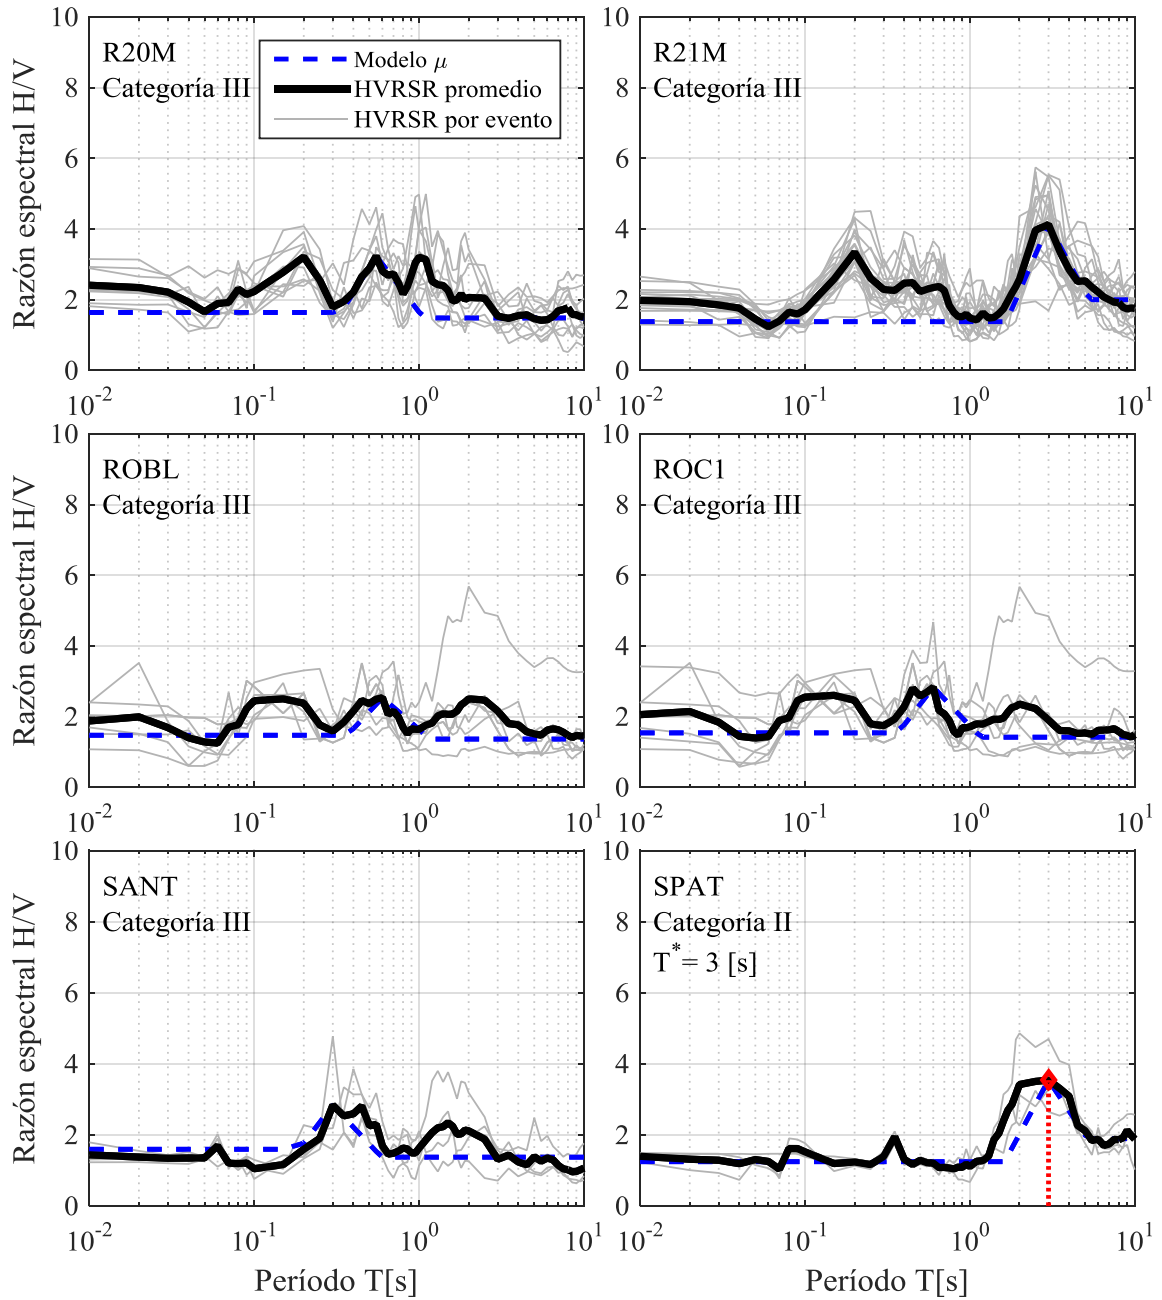 10
8
6
4
2
0
Razón espectral H/V
R20M
Categoría III
Modelo μ
HVRSR promedio
HVRSR por evento
10^-2
10^-1
10^0
10^1
10
8
6
4
2
0
R21M
Categoría III
10^-2
10^-1
10^0
10^1
10
8
6
4
2
0
Razón espectral H/V
ROBL
Categoría III
10^-2
10^-1
10^0
10^1
10
8
6
4
2
0
ROC1
Categoría III
10^-2
10^-1
10^0
10^1
10
8
6
4
2
0
Razón espectral H/V
SANT
Categoría III
10^-2
10^-1
10^0
10^1
Período T[s]
10
8
6
4
2
0
SPAT
Categoría II
T^*= 3 [s]
10^-2
10^-1
10^0
10^1
Período T[s]